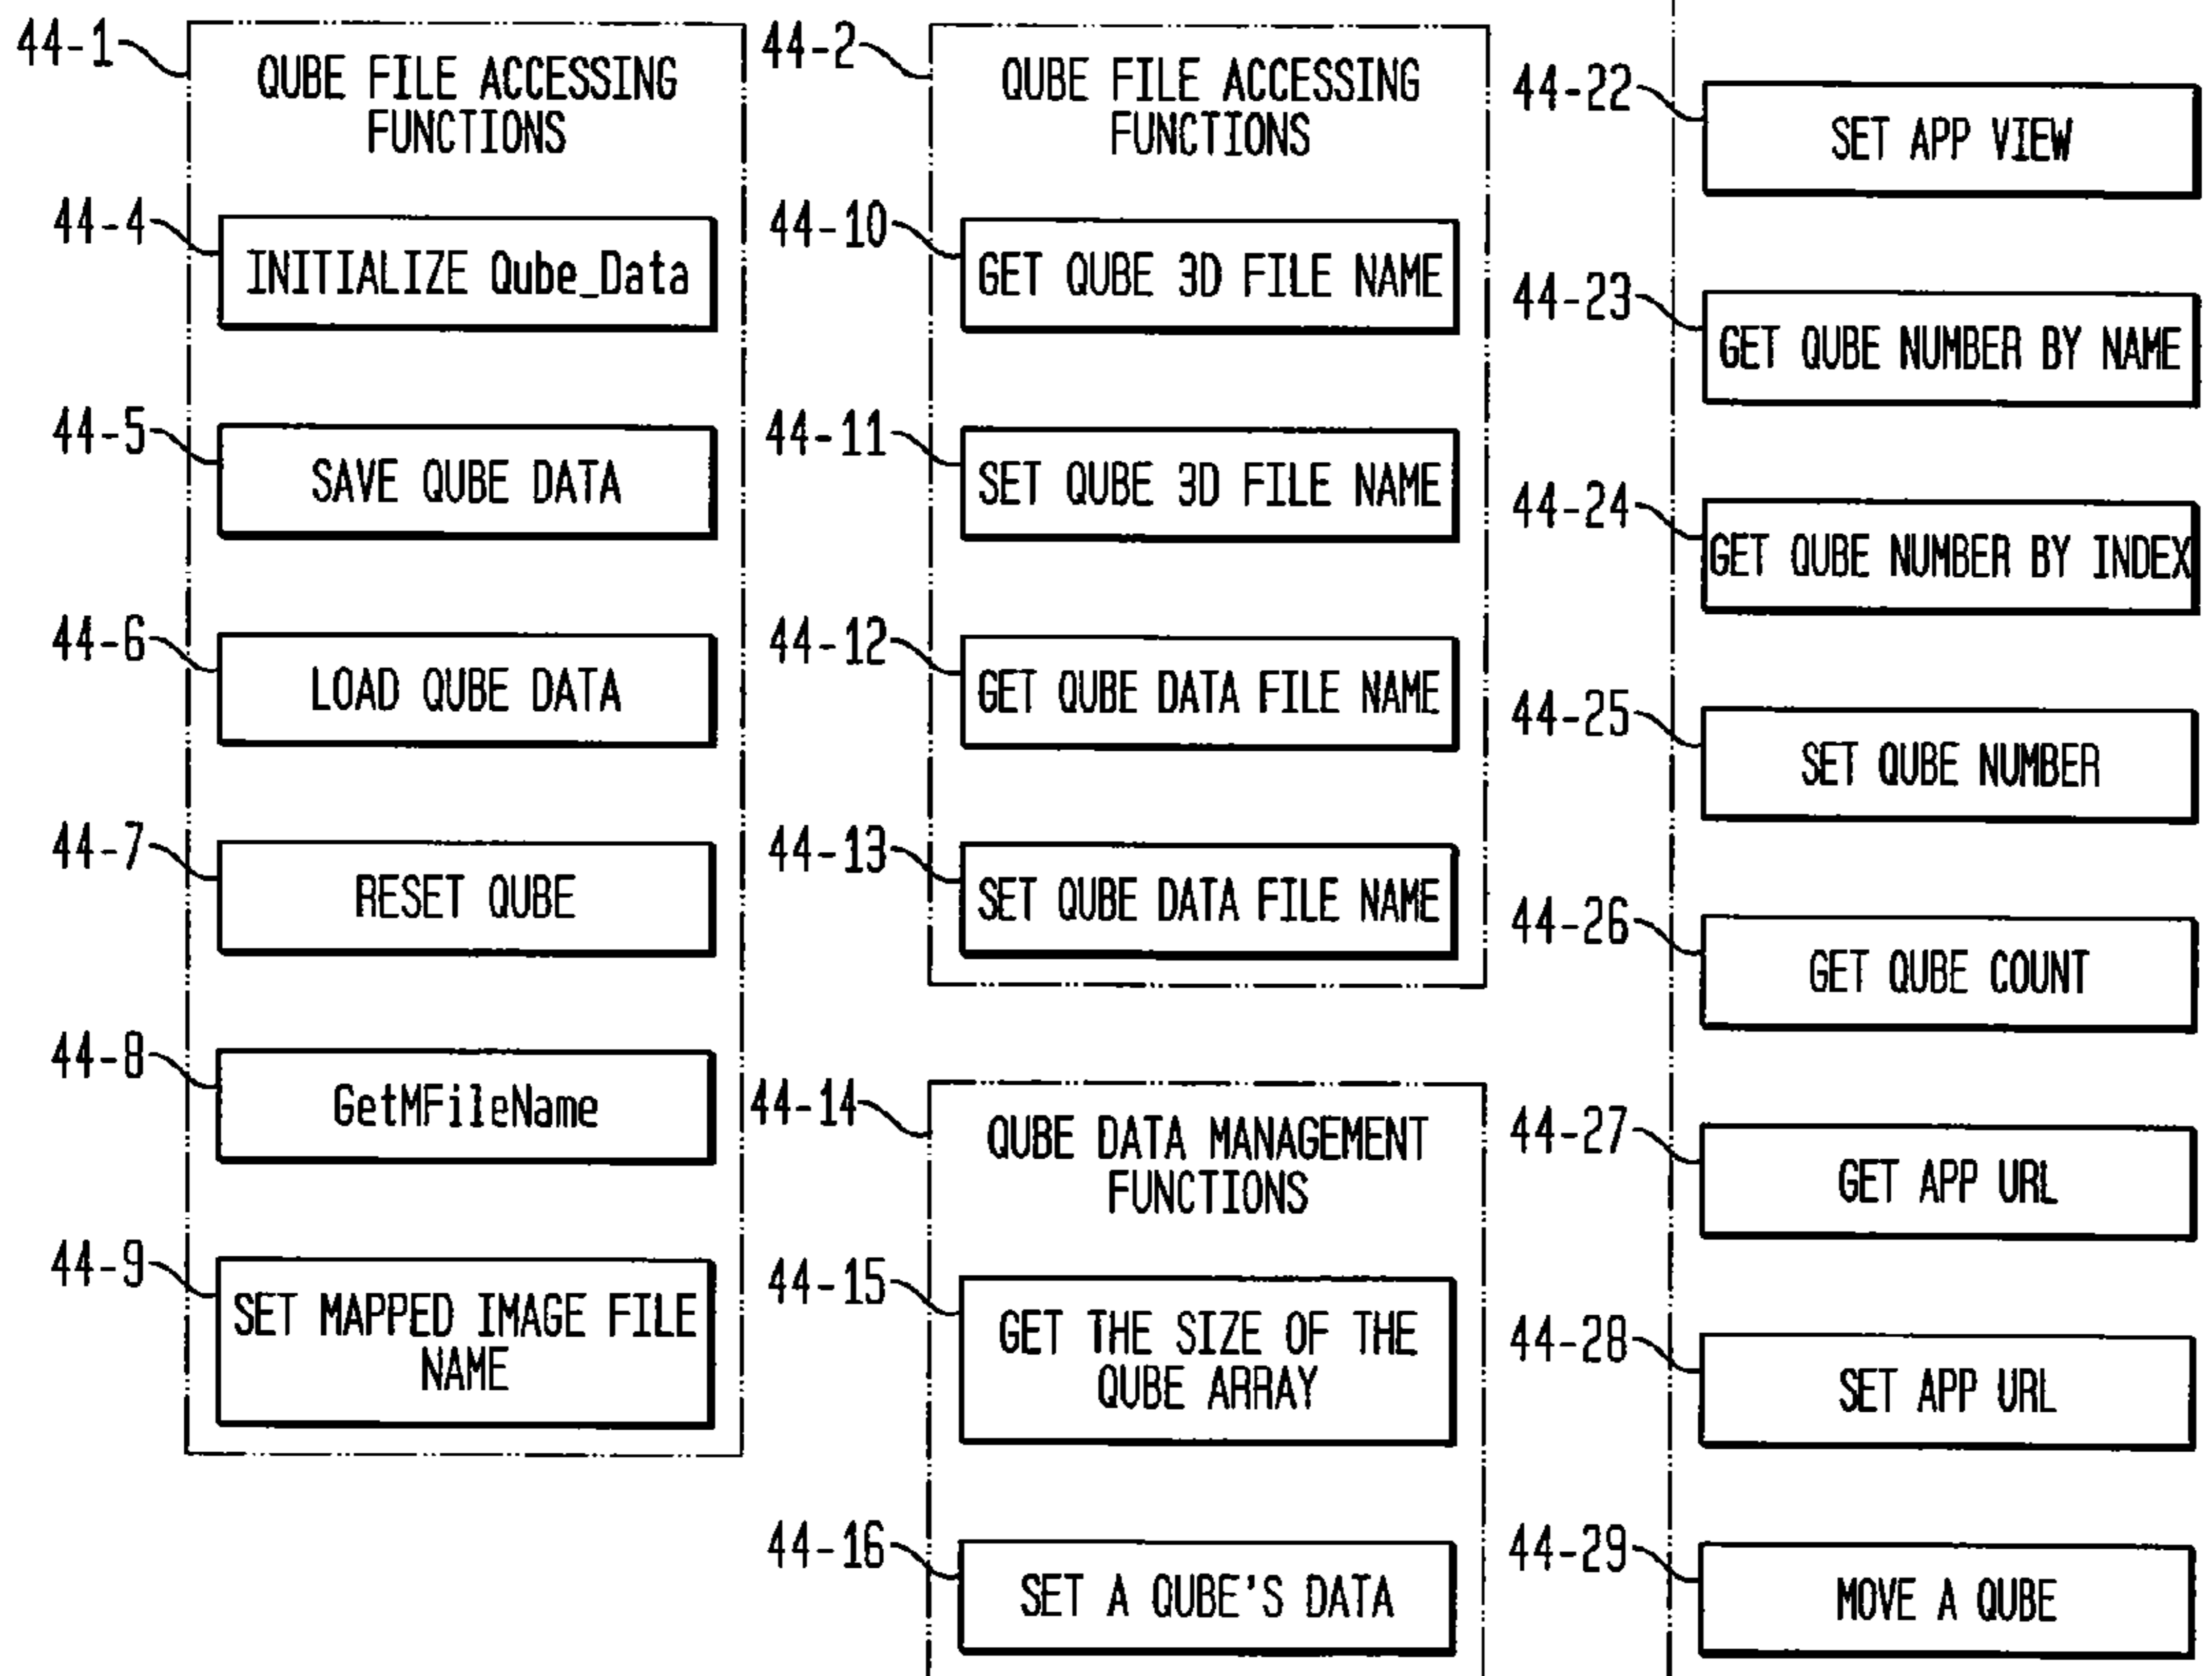 44-1
QUBE FILE ACCESSING
FUNCTIONS
44-4
INITIALIZE Qube_Data
44-5
SAVE QUBE DATA
44-6
LOAD QUBE DATA
44-7
RESET QUBE
44-8
GetMFileName
44-9
SET MAPPED IMAGE FILE
NAME
44-2
QUBE FILE ACCESSING
FUNCTIONS
44-10
GET QUBE 3D FILE NAME
44-11
SET QUBE 3D FILE NAME
44-12
GET QUBE DATA FILE NAME
44-13
SET QUBE DATA FILE NAME
44-14
QUBE DATA MANAGEMENT
FUNCTIONS
44-15
GET THE SIZE OF THE
QUBE ARRAY
44-16
SET A QUBE'S DATA
44-22
SET APP VIEW
44-23
GET QUBE NUMBER BY NAME
44-24
GET QUBE NUMBER BY INDEX
44-25
SET QUBE NUMBER
44-26
GET QUBE COUNT
44-27
GET APP URL
44-28
SET APP URL
44-29
MOVE A QUBE